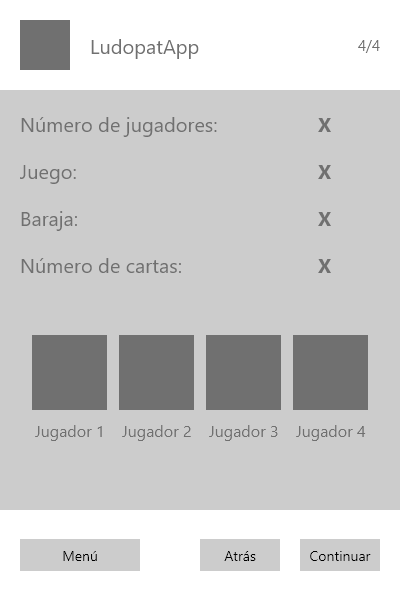 LudopatApp 4/4
Número de jugadores: X
Juego: X
Baraja: X
Número de cartas: X
Jugador 1 Jugador 2 Jugador 3 Jugador 4
Menú Atrás Continuar